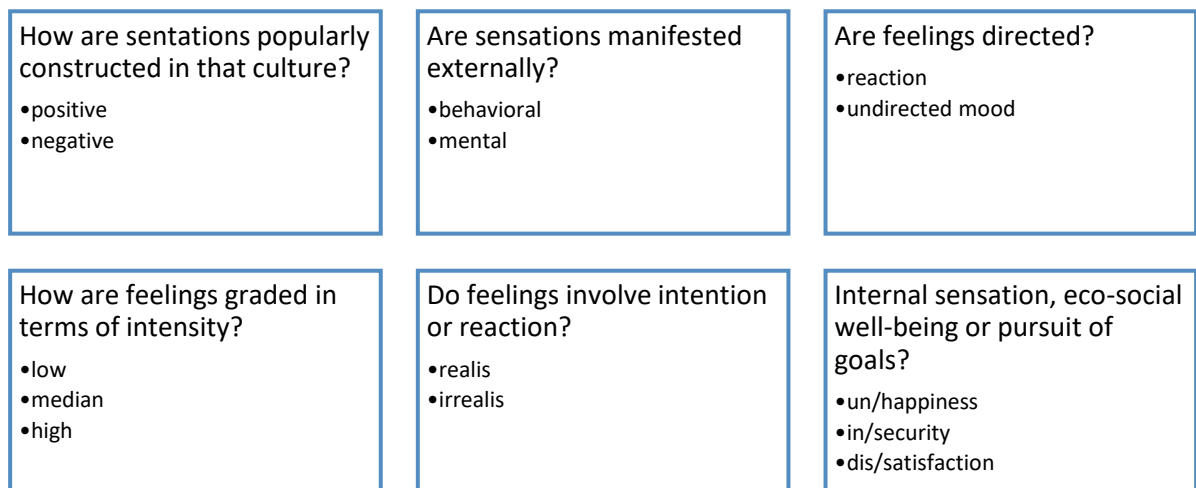 How are sentations popularly
constructed in that culture?
•positive
•negative
Are sensations manifested
externally?
•behavioral
•mental
Are feelings directed?
•reaction
•undirected mood
How are feelings graded in
terms of intensity?
•low
•median
•high
Do feelings involve intention
or reaction?
•realis
•irrealis
Internal sensation, eco-social
well-being or pursuit of
goals?
•un/happiness
•in/security
•dis/satisfaction